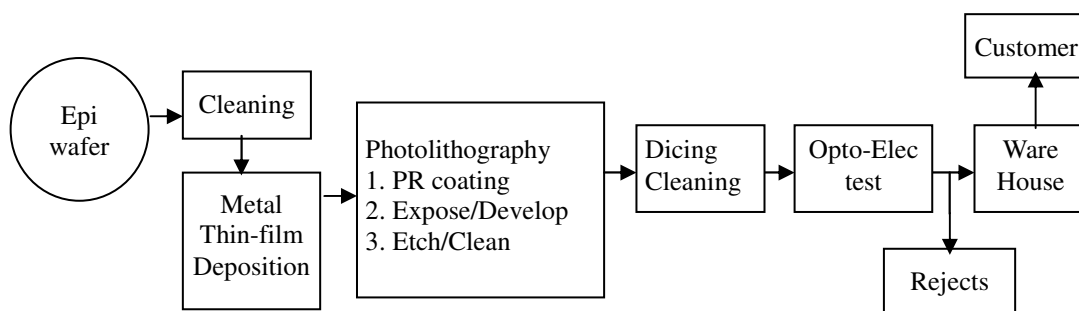 Epi
wafer
Cleaning
Metal
Thin-film
Deposition
Photolithography
1. PR coating
2. Expose/Develop
3. Etch/Clean
Dicing
Cleaning
Opto-Elec
test
Ware
House
Customer
Rejects